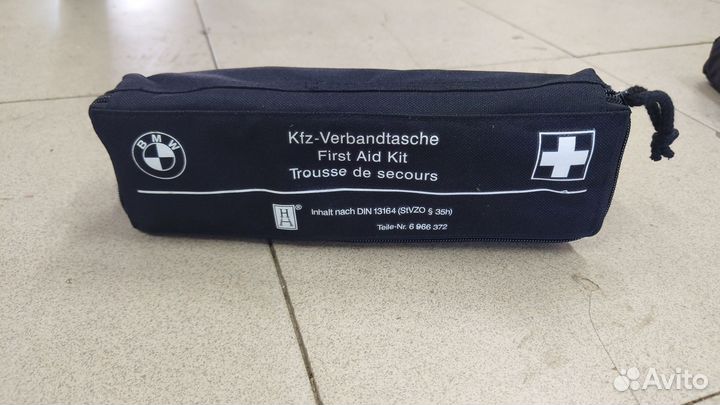 BMW
Kfz-Verbandtasche
First Aid Kit
Trousse de secours
HA®
Inhalt nach DIN 13164 (StVZO § 35h)
Teile-Nr. 6 966 372
Avito